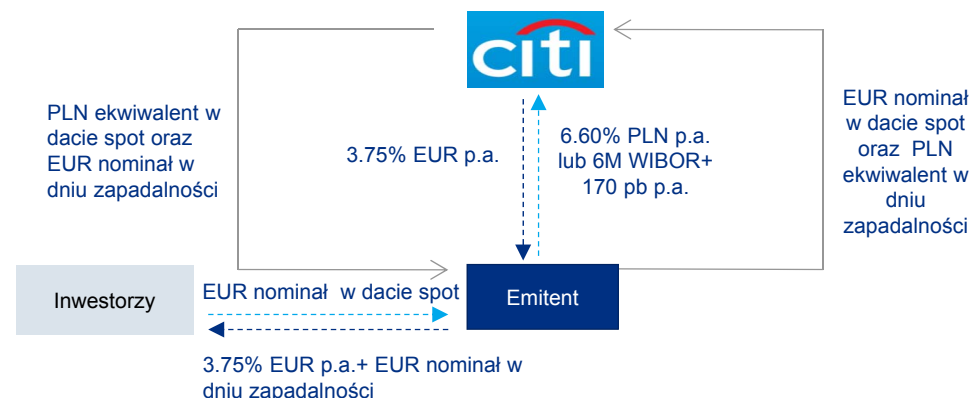 citi
PLN ekwiwalent w
dacie spot oraz
EUR nominał w
dniu zapadalności
3.75% EUR p.a.
6.60% PLN p.a.
lub 6M WIBOR+
170 pb p.a.
EUR nominał
w dacie spot
oraz PLN
ekwiwalent w
dniu
zapadalności
Inwestorzy
EUR nominał w dacie spot
Emitent
3.75% EUR p.a.+ EUR nominał w
dniu zapadalności